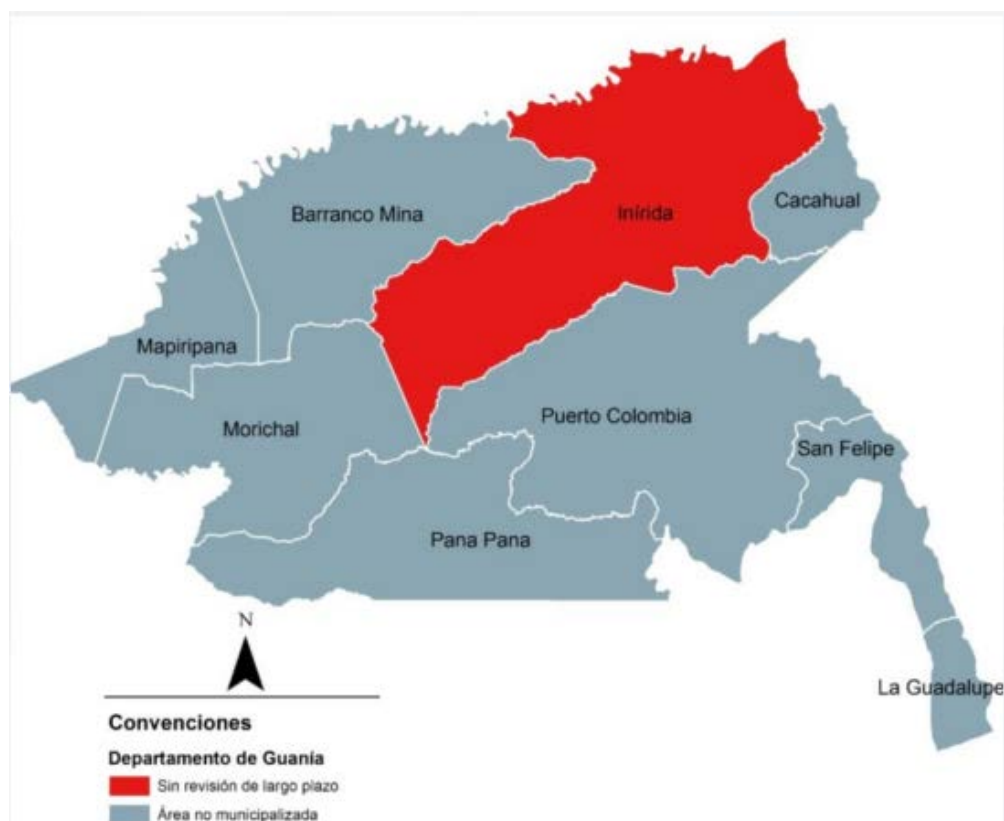 Inírida
Cacahual
Barranco Mina
Mapiripana
Morichal
Puerto Colombia
San Felipe
Pana Pana
La Guadalupe
N
Convenciones
Departamento de Guanía
Sin revisión de largo plazo
Área no municipalizada